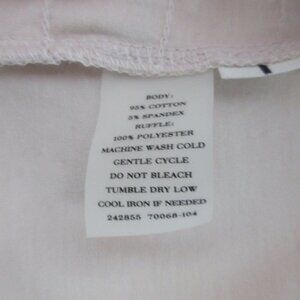 BODY:
95% COTTON
5% SPANDEX
RUFFLE:
100% POLYESTER
MACHINE WASH COLD
GENTLE CYCLE
DO NOT BLEACH
TUMBLE DRY LOW
COOL IRON IF NEEDED
242855 70068-104